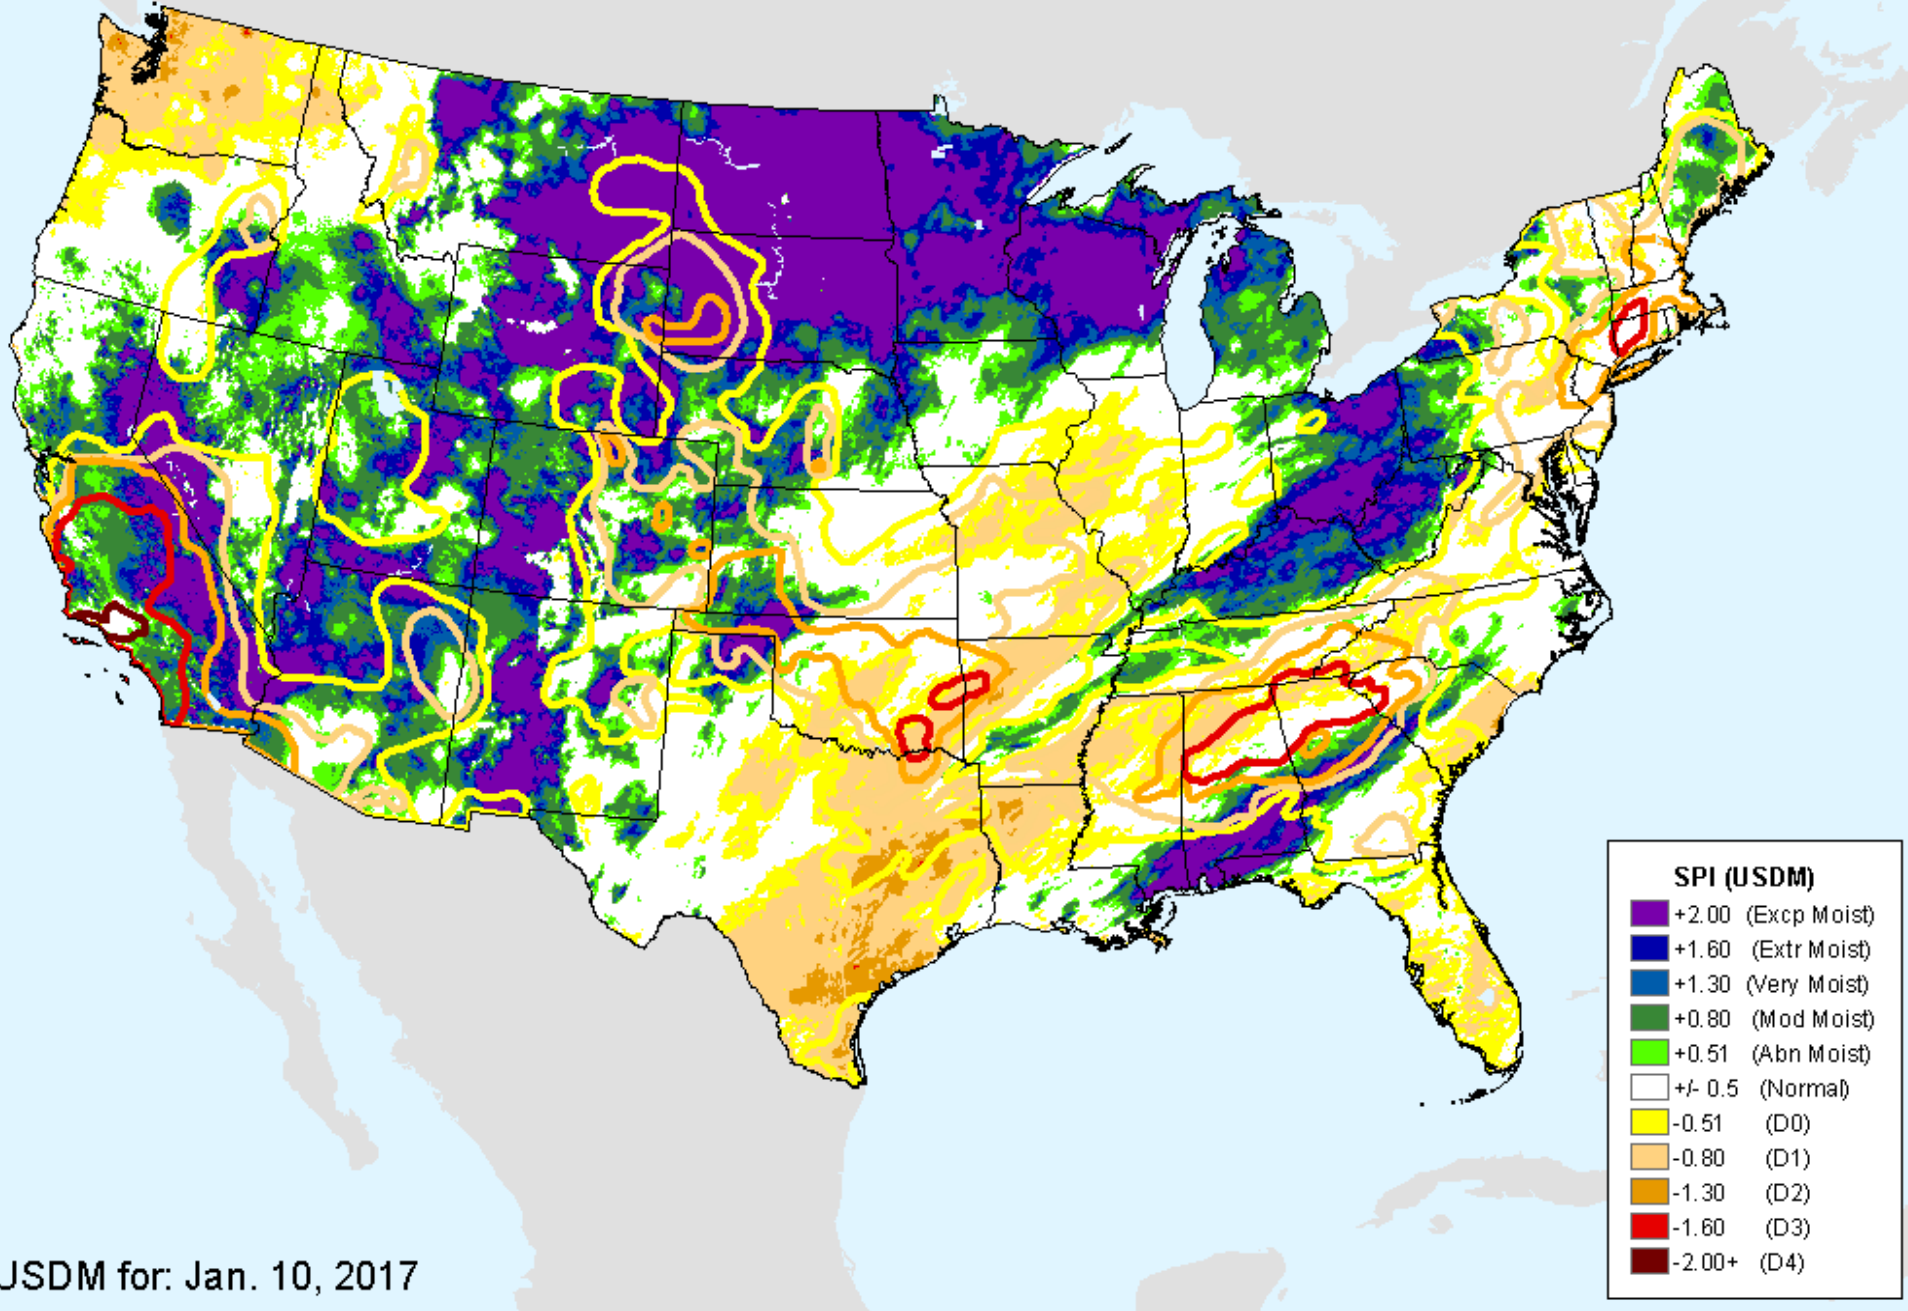 SPI (USDM)
+2.00 (Excp Moist)
+1.60 (Extr Moist)
+1.30 (Very Moist)
+0.80 (Mod Moist)
+0.51 (Abn Moist)
+/- 0.5 (Normal)
-0.51 (D0)
-0.80 (D1)
-1.30 (D2)
-1.60 (D3)
-2.00+ (D4)
USDM for: Jan. 10, 2017